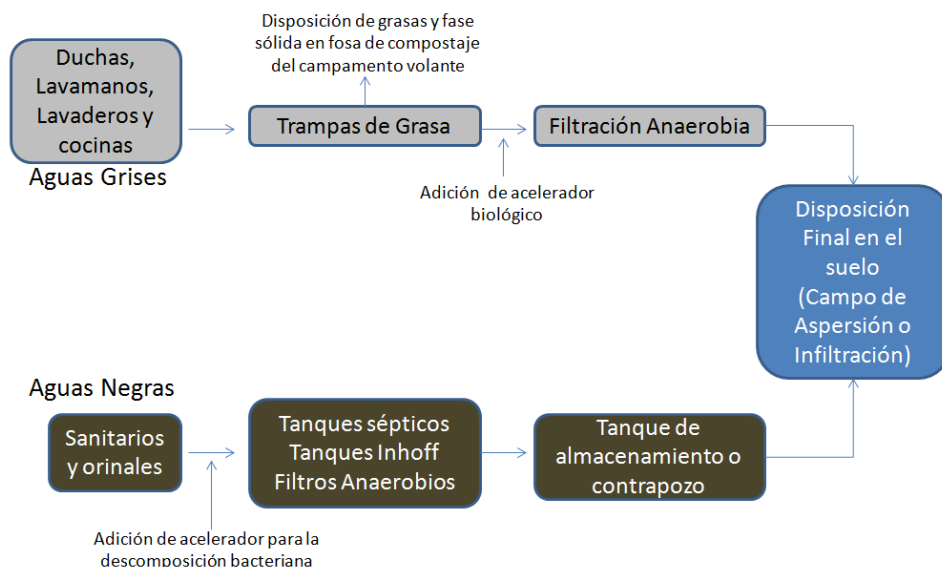 Disposición de grasas y fase
sólida en fosa de compostaje
del campamento volante
Duchas,
Lavamanos,
Lavaderos y
cocinas
Aguas Grises
Trampas de Grasa
Filtración Anaerobia
Adición de acelerador
biológico
Disposición
Final en el
suelo
(Campo de
Aspersión o
Infiltración)
Aguas Negras
Sanitarios
y orinales
Tanques sépticos
Tanques Inhoff
Filtros Anaerobios
Tanque de
almacenamiento o
contrapozo
Adición de acelerador para la
descomposición bacteriana